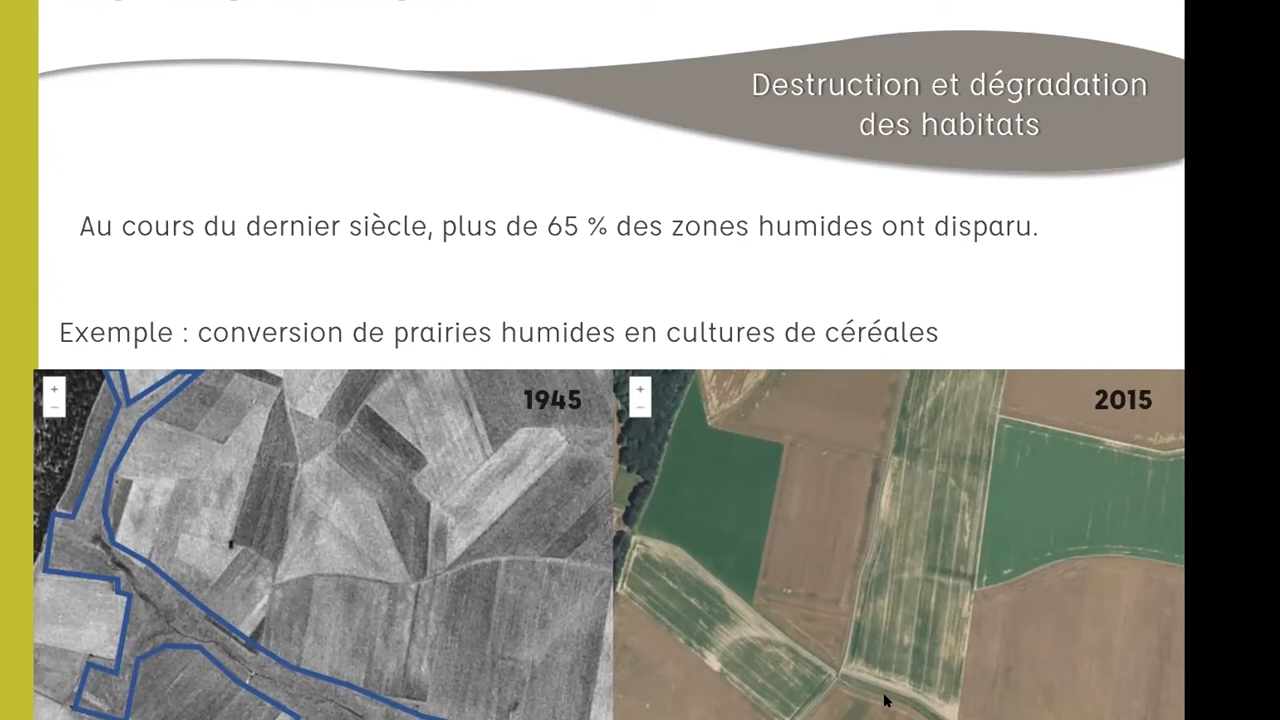 Destruction et dégradation
des habitats
Au cours du dernier siècle, plus de 65 % des zones humides ont disparu.
Exemple : conversion de prairies humides en cultures de céréales
1945
2015